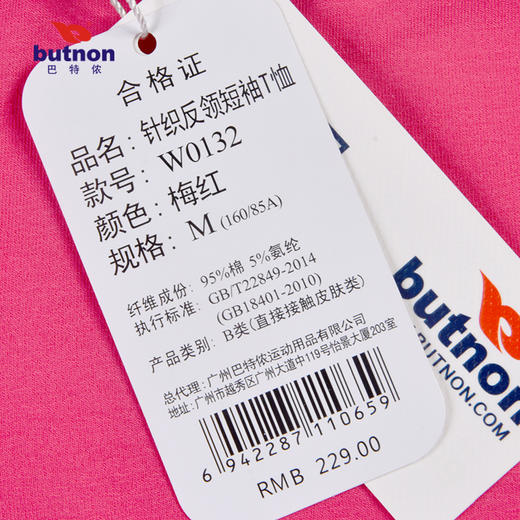 butnon
巴特侬
合格证
品名: 针织反领短袖T恤
款号: W0132
颜色: 梅红
规格: M (160/85A)
纤维成份: 95%棉 5%氨纶
执行标准: GB/T22849-2014
(GB18401-2010)
产品类别: B类(直接接触皮肤类)
总代理: 广州巴特侬运动用品有限公司
地址: 广州市越秀区广州大道中119号怡景大厦203室
6 942287 110659
RMB 229.00
butnon
BUTNON.COM